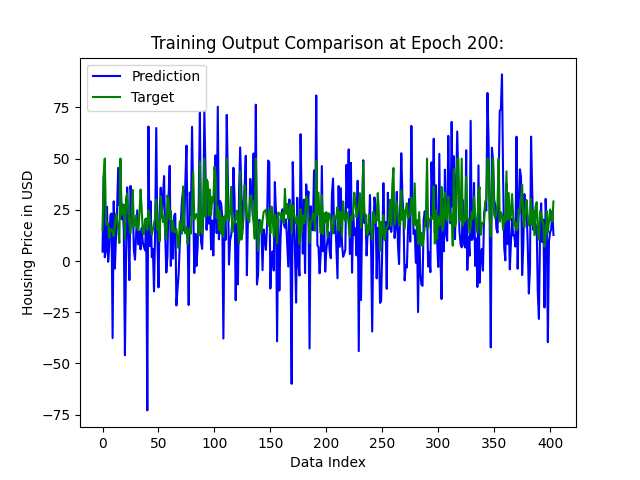 Training Output Comparison at Epoch 200:
Prediction
Target
Housing Price in USD
75
50
25
0
−25
−50
−75
0 50 100 150 200 250 300 350 400
Data Index